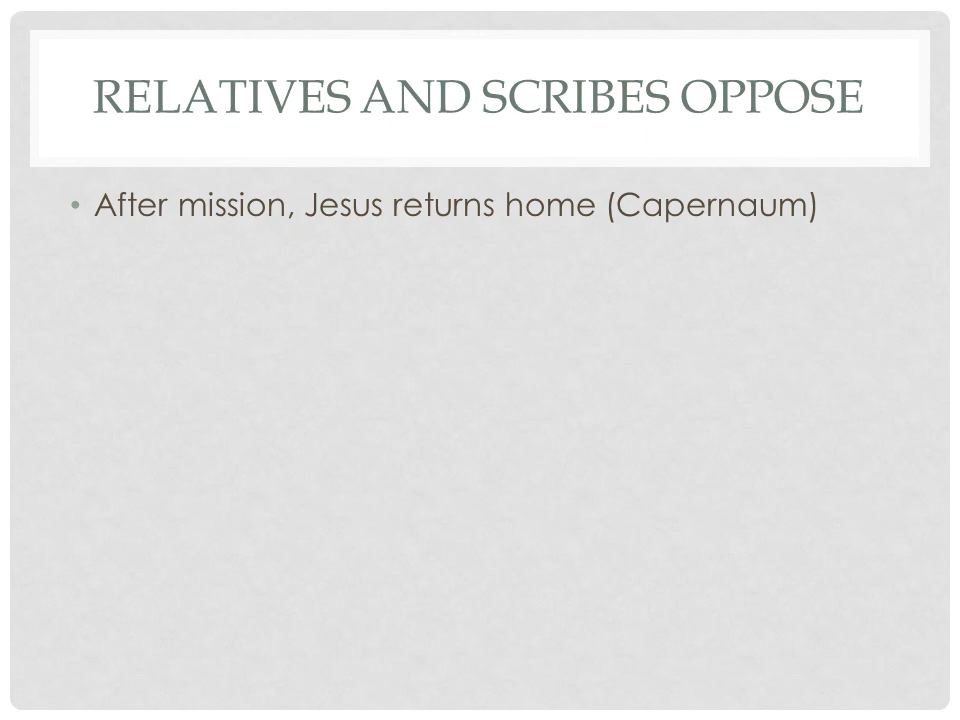 RELATIVES AND SCRIBES OPPOSE
• After mission, Jesus returns home (Capernaum)